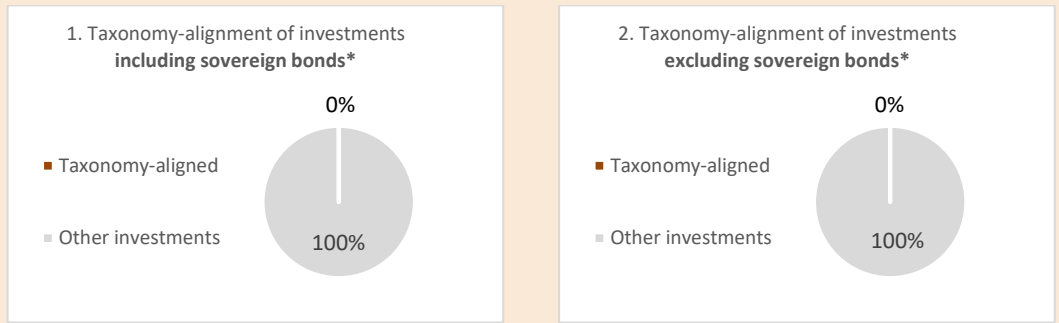 1. Taxonomy-alignment of investments
including sovereign bonds*
0%
Taxonomy-aligned
Other investments
100%
2. Taxonomy-alignment of investments
excluding sovereign bonds*
0%
Taxonomy-aligned
Other investments
100%